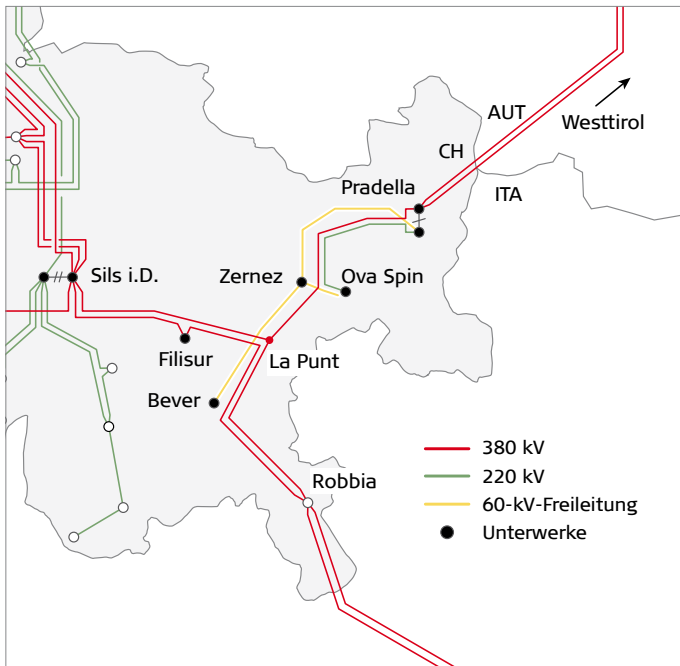 AUT
Westtirol
CH
Pradella
ITA
Sils i.D.
Zernez
Ova Spin
Filisur
La Punt
Bever
Robbia
380 kV
220 kV
60-kV-Freileitung
Unterwerke